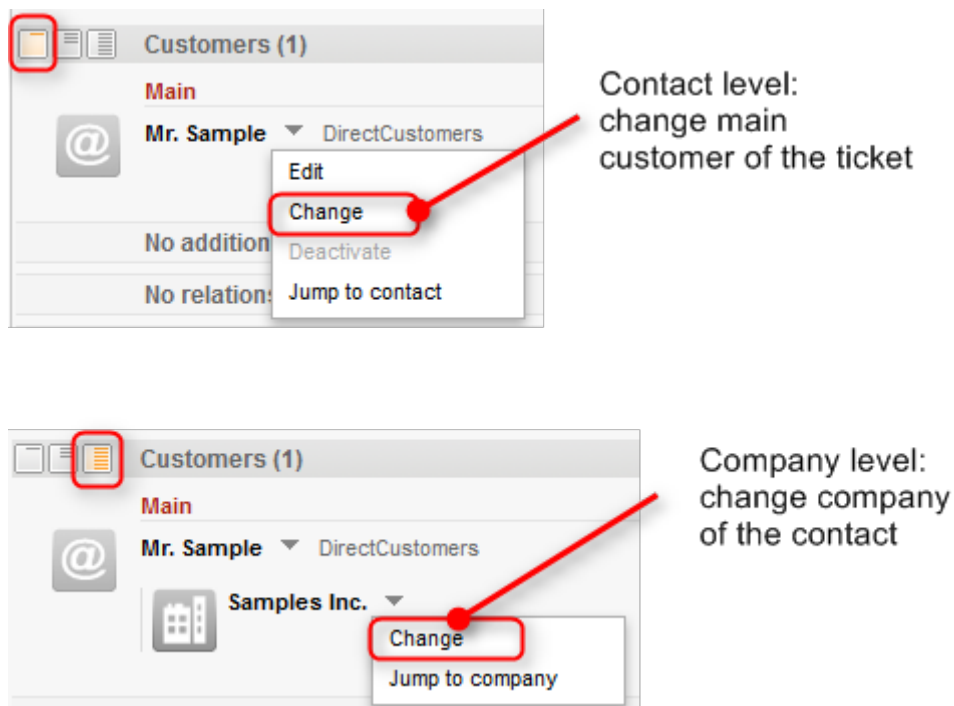 Customers (1)
Main
Mr. Sample DirectCustomers
Edit
Change
No addition
Deactivate
No relations
Jump to contact
Contact level:
change main
customer of the ticket
Customers (1)
Main
Mr. Sample DirectCustomers
Samples Inc.
Change
Jump to company
Company level:
change company
of the contact